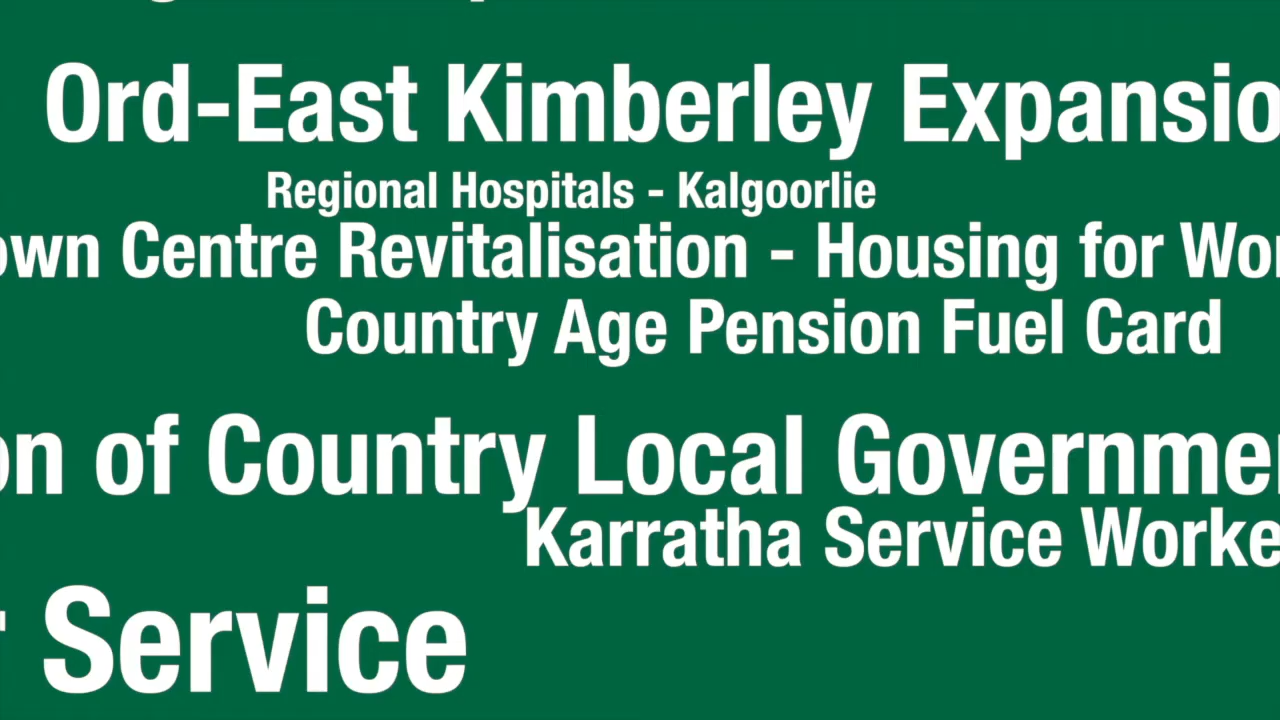 Ord-East Kimberley Expansio
Regional Hospitals - Kalgoorlie
own Centre Revitalisation - Housing for Wor
Country Age Pension Fuel Card
on of Country Local Governme
Karratha Service Worke
Service